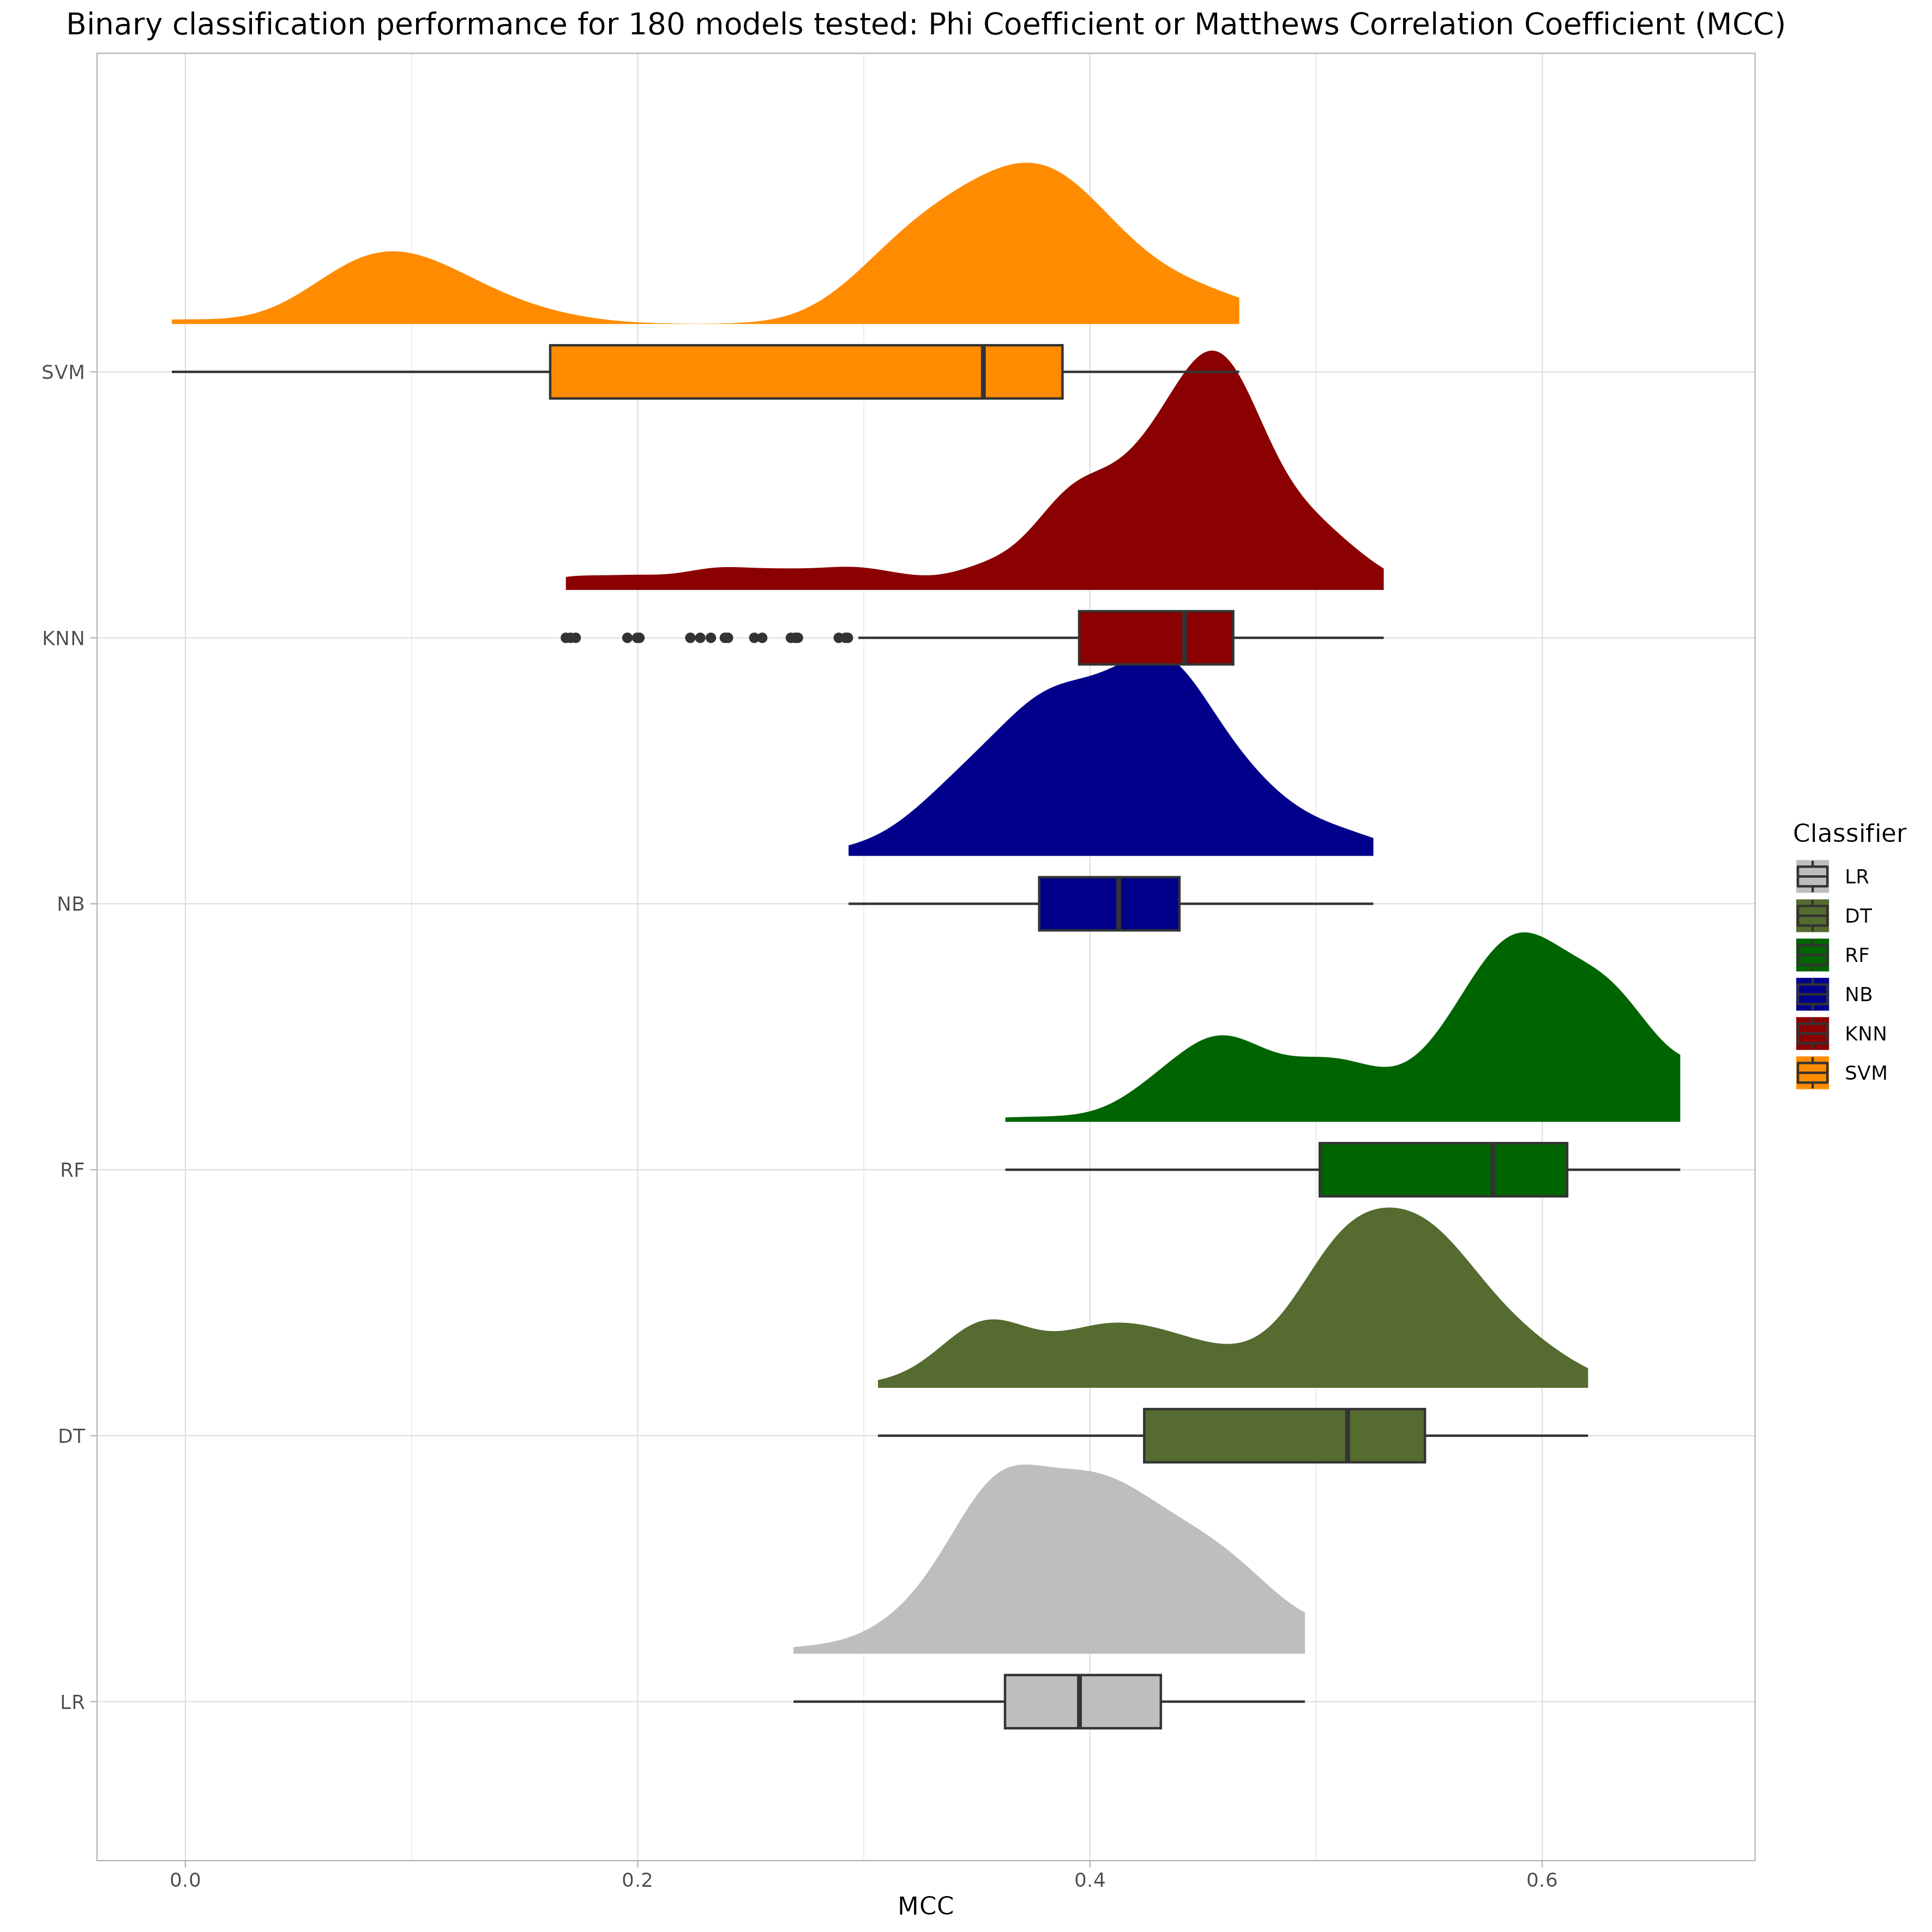 Binary classification performance for 180 models tested: Phi Coefficient or Matthews Correlation Coefficient (MCC)
SVM
KNN
NB
RF
DT
LR
0.0 0.2 0.4 0.6
MCC
Classifier
LR
DT
RF
NB
KNN
SVM